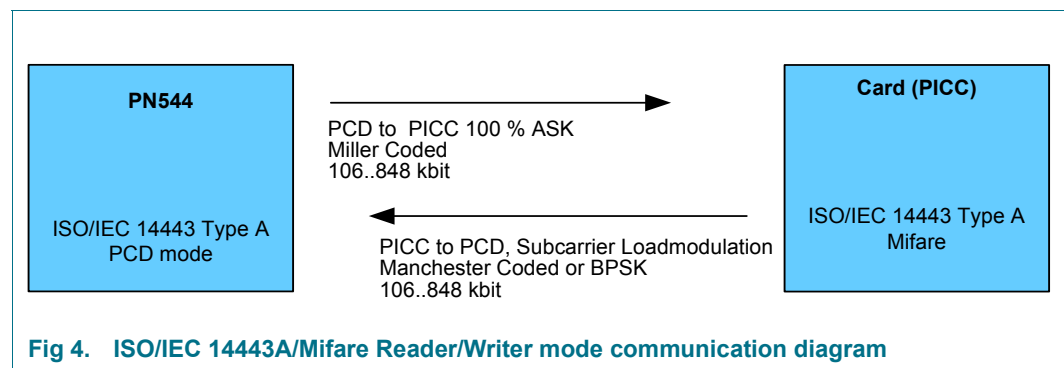 PN544
ISO/IEC 14443 Type A
PCD mode
PCD to PICC 100 % ASK
Miller Coded
106..848 kbit
PICC to PCD, Subcarrier Loadmodulation
Manchester Coded or BPSK
106..848 kbit
Card (PICC)
ISO/IEC 14443 Type A
Mifare
Fig 4. ISO/IEC 14443A/Mifare Reader/Writer mode communication diagram